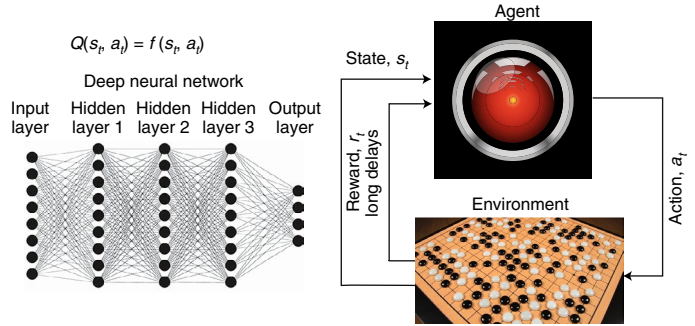 Q(sₜ, aₜ) = f (sₜ, aₜ)
Deep neural network
Input
layer
Hidden
layer 1
Hidden
layer 2
Hidden
layer 3
Output
layer
Agent
State, sₜ
Reward, rₜ
long delays
Action, aₜ
Environment